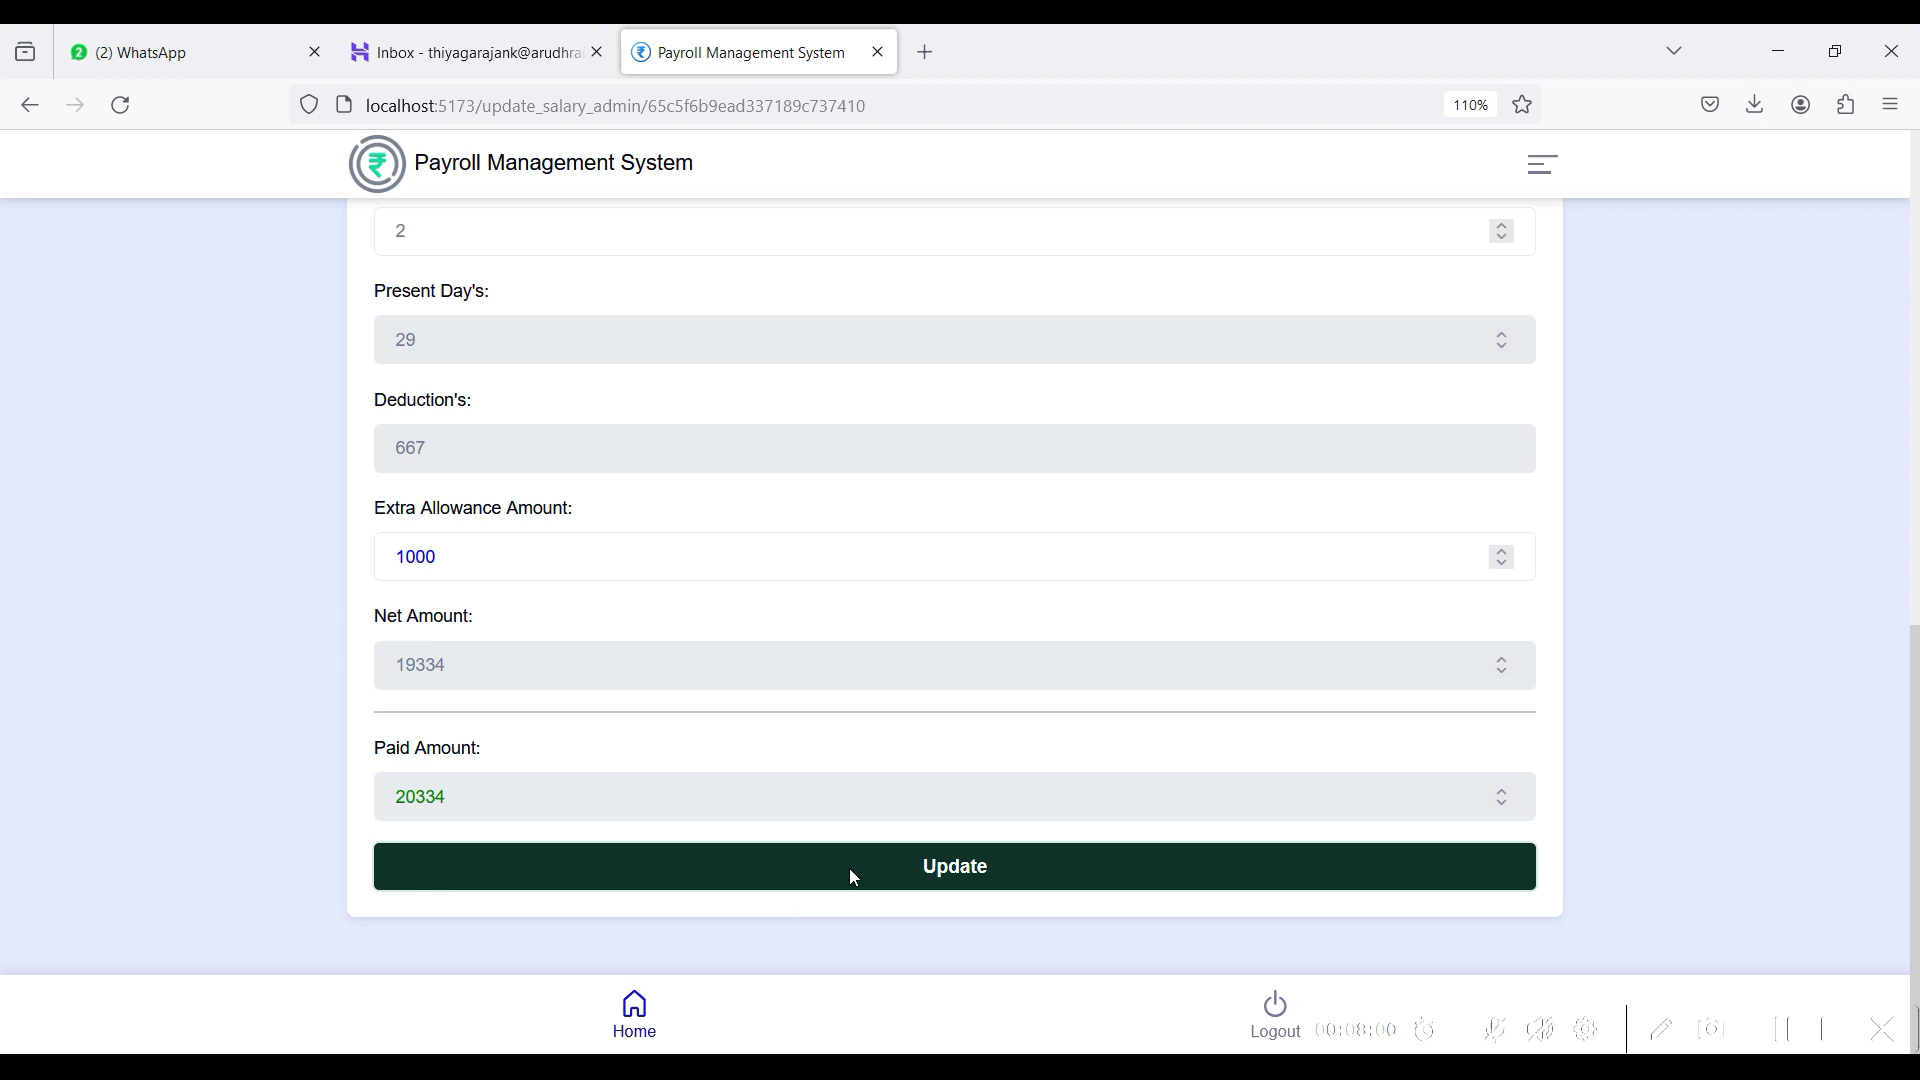 2 (2) WhatsApp
Inbox - thiyagarajank@arudhra
₹ Payroll Management System
localhost:5173/update_salary_admin/65c5f6b9ead337189c737410
110%
₹ Payroll Management System
2
Present Day's:
29
Deduction's:
667
Extra Allowance Amount:
1000
Net Amount:
19334
Paid Amount:
20334
Update
Home
Logout
00:08:00